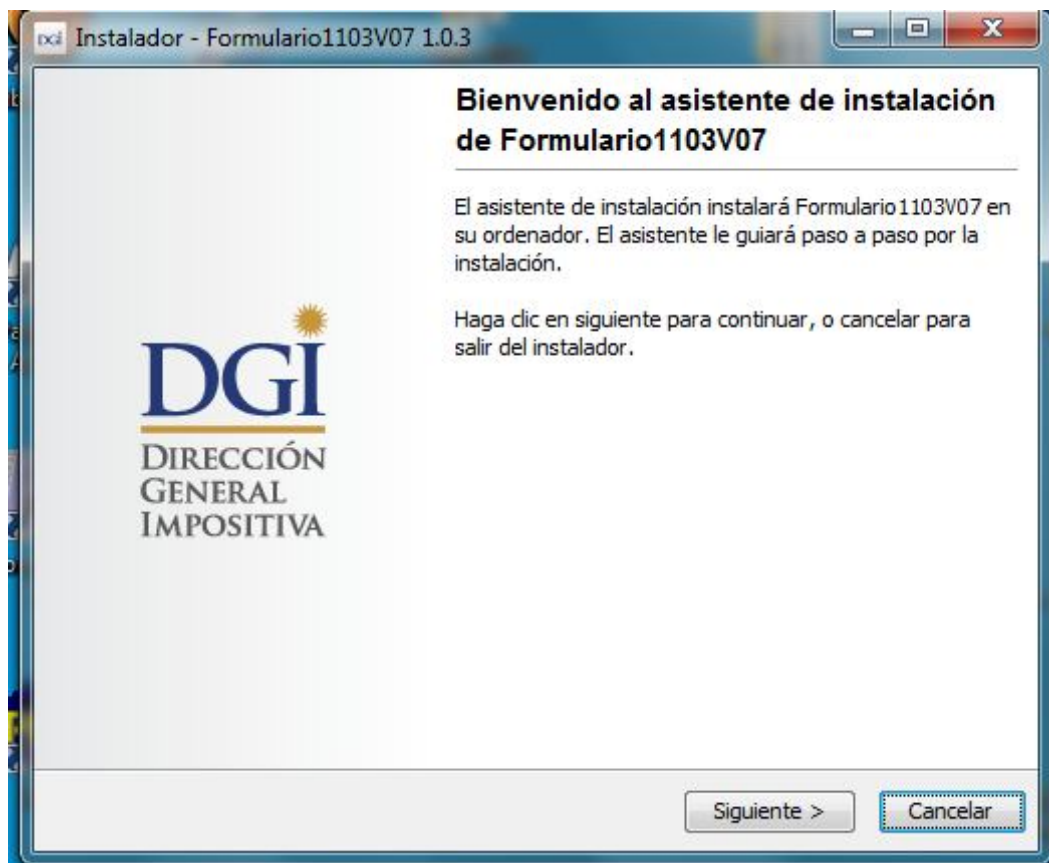 DGI Instalador - Formulario1103V07 1.0.3
Bienvenido al asistente de instalación
de Formulario1103V07
El asistente de instalación instalará Formulario1103V07 en
su ordenador. El asistente le guiará paso a paso por la
instalación.
Haga clic en siguiente para continuar, o cancelar para
salir del instalador.
DGI
DIRECCIÓN
GENERAL
IMPOSITIVA
Siguiente >
Cancelar